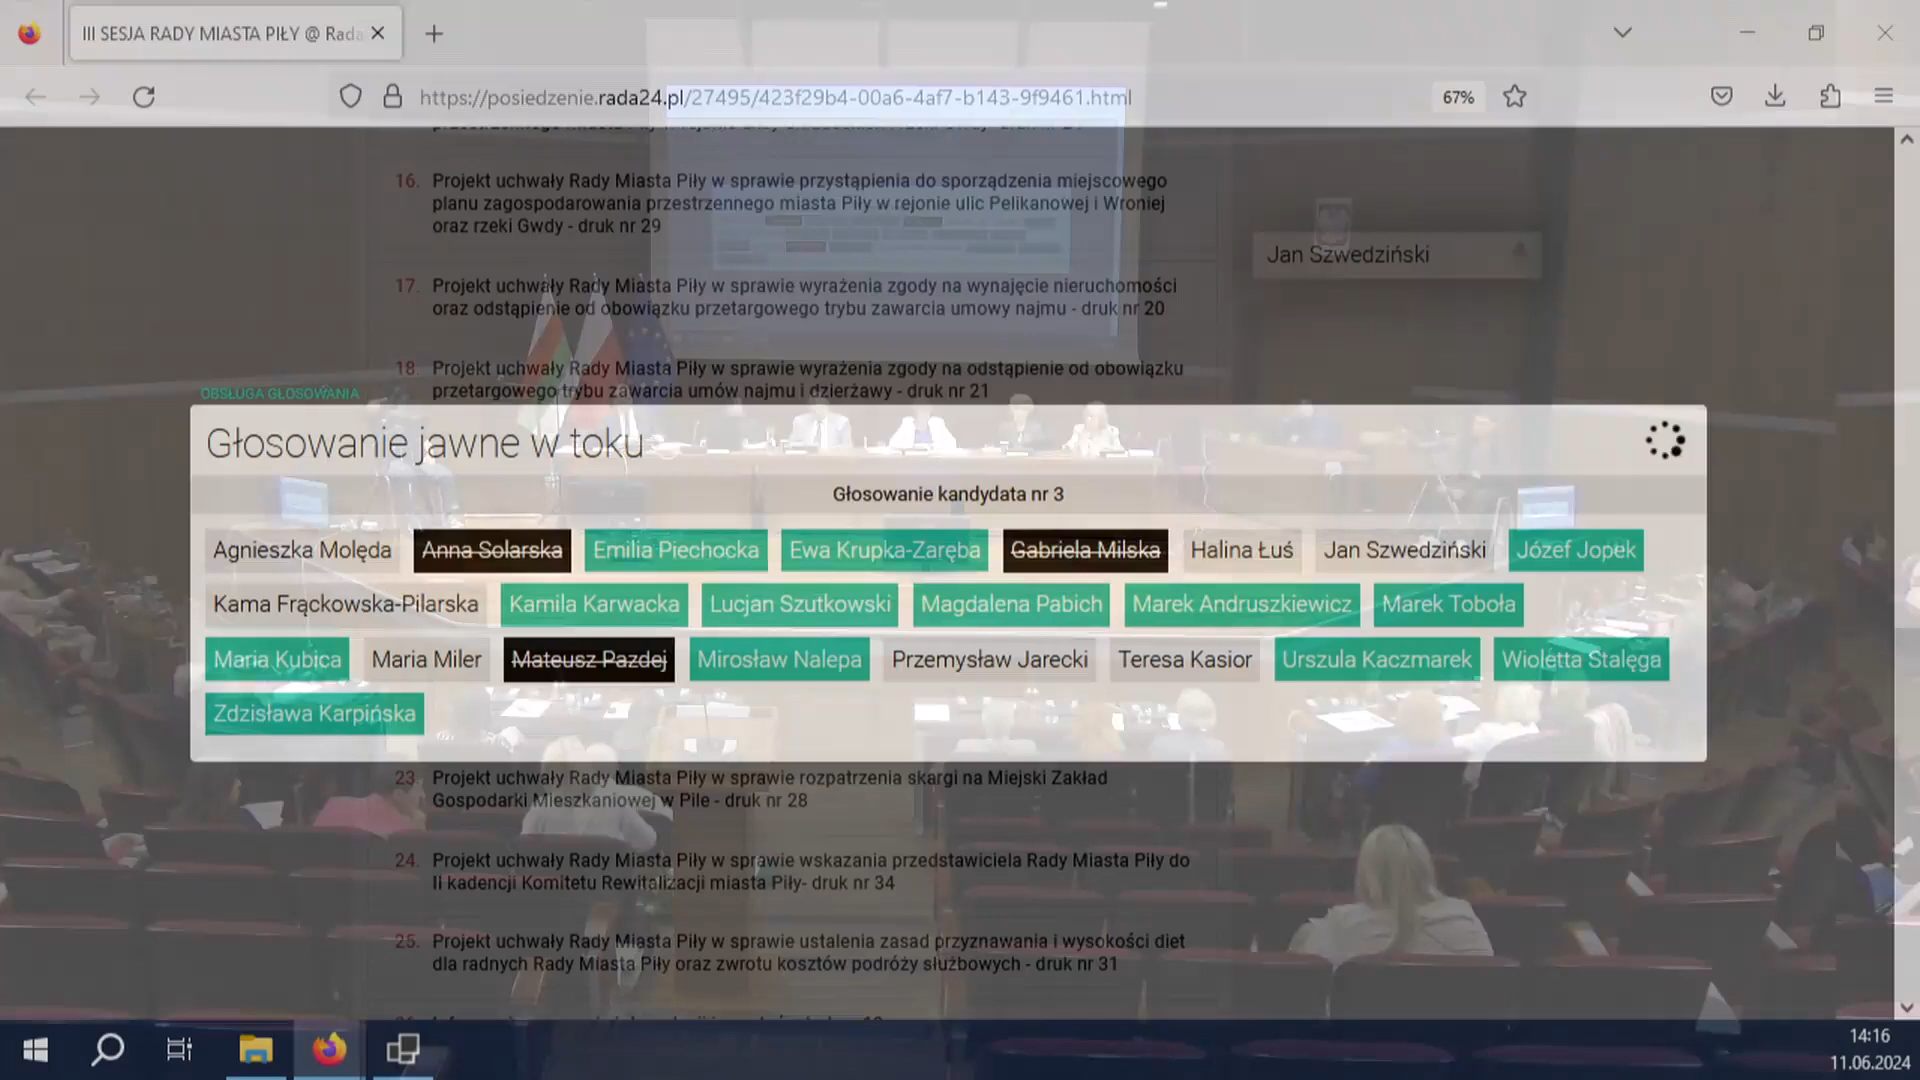 III SESJA RADY MIASTA PIŁY @ Rada
https://posiedzenie.rada24.pl/27495/423f29b4-00a6-4af7-b143-9f9461.html
67%
16. Projekt uchwały Rady Miasta Piły w sprawie przystąpienia do sporządzenia miejscowego
planu zagospodarowania przestrzennego miasta Piły w rejonie ulic Pelikanowej i Wroniej
oraz rzeki Gwdy - druk nr 29
Jan Szwedziński
17. Projekt uchwały Rady Miasta Piły w sprawie wyrażenia zgody na wynajęcie nieruchomości
oraz odstąpienie od obowiązku przetargowego trybu zawarcia umowy najmu - druk nr 20
18. Projekt uchwały Rady Miasta Piły w sprawie wyrażenia zgody na odstąpienie od obowiązku
przetargowego trybu zawarcia umów najmu i dzierżawy - druk nr 21
OBSŁUGA GŁOSOWANIA
Głosowanie jawne w toku
Głosowanie kandydata nr 3
Agnieszka Molęda Anna Solarska Emilia Piechocka Ewa Krupka-Zaręba Gabriela Milska Halina Łuś Jan Szwedziński Józef Jopek
Kama Frąckowska-Pilarska Kamila Karwacka Lucjan Szutkowski Magdalena Pabich Marek Andruszkiewicz Marek Toboła
Maria Kubica Maria Miler Mateusz Pazdej Mirosław Nalepa Przemysław Jarecki Teresa Kasior Urszula Kaczmarek Wioletta Stalęga
Zdzisława Karpińska
23 Projekt uchwały Rady Miasta Piły w sprawie rozpatrzenia skargi na Miejski Zakład
Gospodarki Mieszkaniowej w Pile - druk nr 28
24. Projekt uchwały Rady Miasta Piły w sprawie wskazania przedstawiciela Rady Miasta Piły do
II kadencji Komitetu Rewitalizacji miasta Piły- druk nr 34
25. Projekt uchwały Rady Miasta Piły w sprawie ustalenia zasad przyznawania i wysokości diet
dla radnych Rady Miasta Piły oraz zwrotu kosztów podróży służbowych - druk nr 31
14:16
11.06.2024